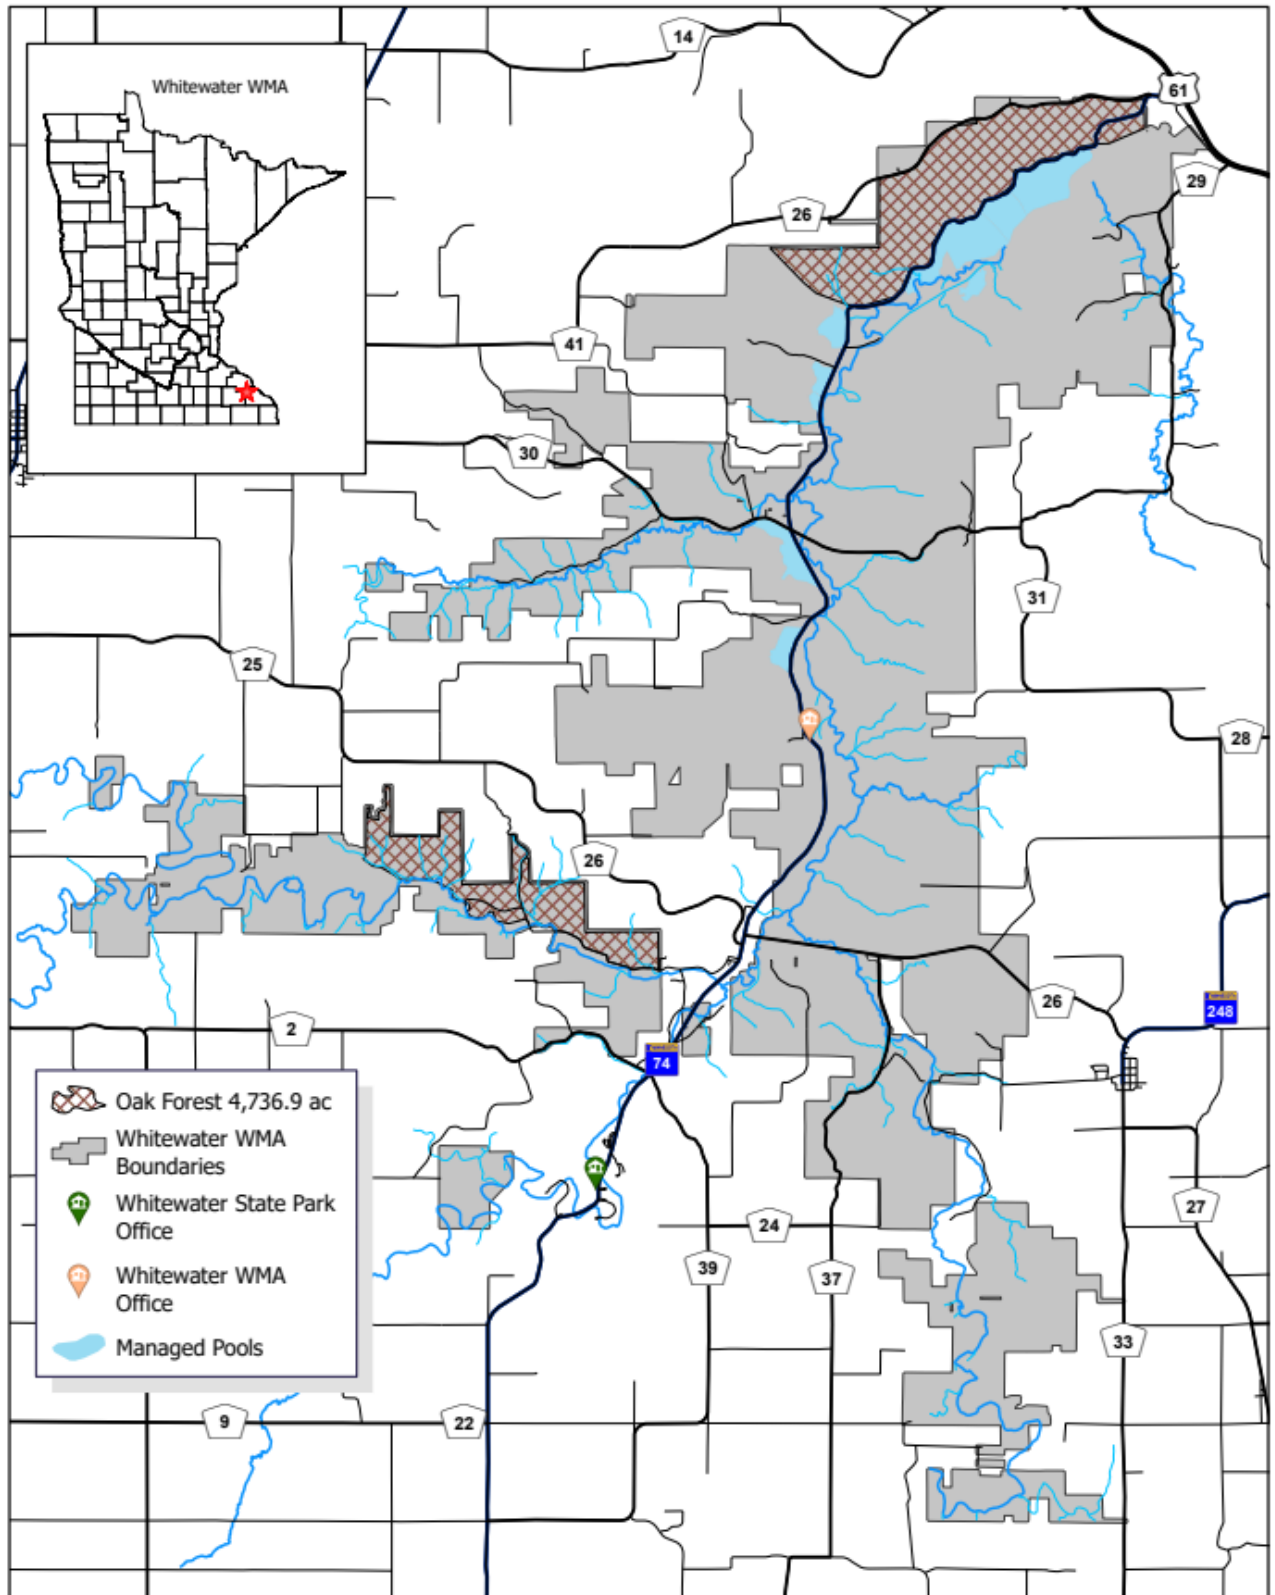 14
Whitewater WMA
61
29
26
41
30
31
25
28
26
26
248
2
74
Oak Forest 4,736.9 ac
Whitewater WMA
Boundaries
Whitewater State Park
Office
Whitewater WMA
Office
Managed Pools
27
24
39
37
33
9
22